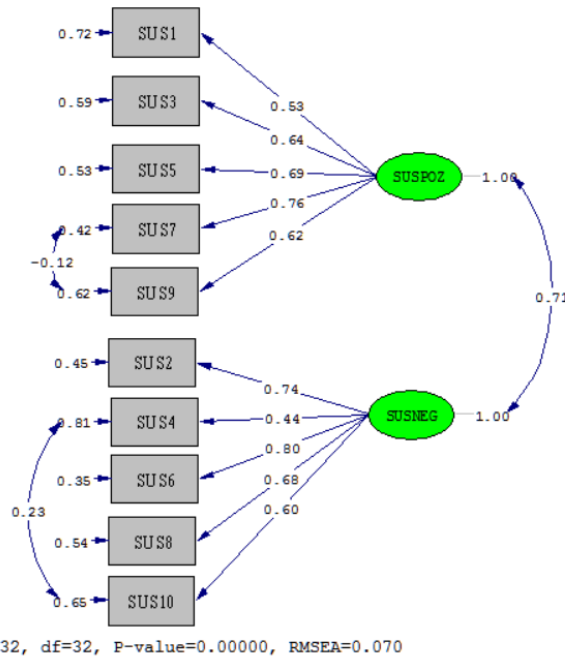 0.72 SUS1
0.53
0.59 SUS3
0.64
0.53 SUS5 0.69 SUSPOZ 1.00
0.76
0.42 SUS7
0.62
-0.12
0.62 SUS9
0.71
0.45 SUS2
0.74
0.81 SUS4 0.44 SUSNEG 1.00
0.80
0.35 SUS6
0.68
0.23
0.60
0.54 SUS8
0.65 SUS10
32, df=32, P-value=0.00000, RMSEA=0.070